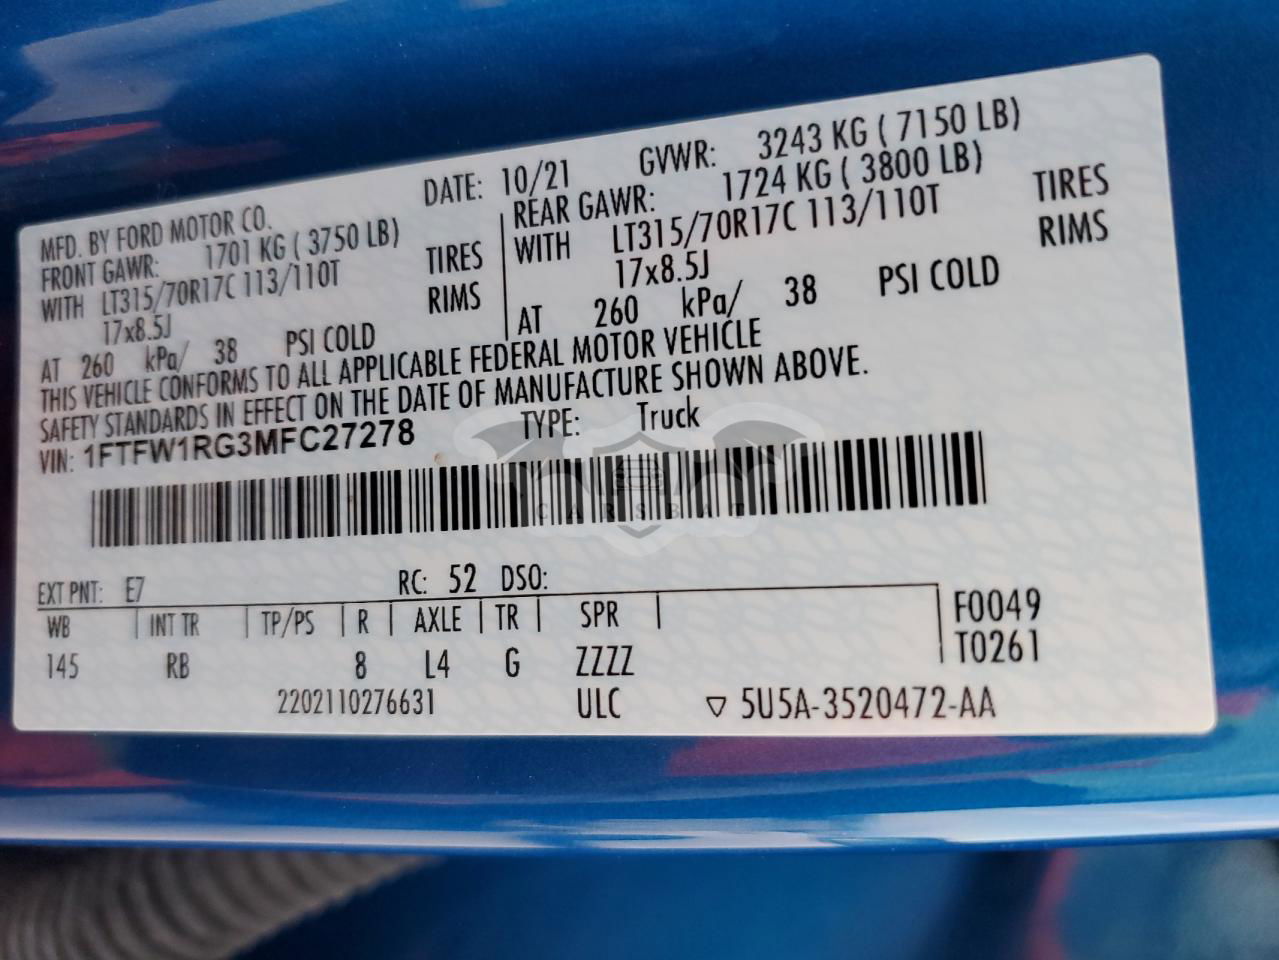 MFD. BY FORD MOTOR CO.
DATE: 10/21
GVWR: 3243 KG ( 7150 LB)
FRONT GAWR: 1701 KG ( 3750 LB)
REAR GAWR: 1724 KG ( 3800 LB)
WITH LT315/70R17C 113/110T TIRES
WITH LT315/70R17C 113/110T TIRES
17x8.5J RIMS
17x8.5J RIMS
AT 260 kPa/ 38 PSI COLD
AT 260 kPa/ 38 PSI COLD
THIS VEHICLE CONFORMS TO ALL APPLICABLE FEDERAL MOTOR VEHICLE
SAFETY STANDARDS IN EFFECT ON THE DATE OF MANUFACTURE SHOWN ABOVE.
VIN: 1FTFW1RG3MFC27278
TYPE: Truck
CARSBAT
EXT PNT: E7 RC: 52 DSO:
WB INT TR TP/PS R AXLE TR SPR
F0049
145 RB 8 L4 G ZZZZ
T0261
2202110276631 ULC ▽ 5U5A-3520472-AA